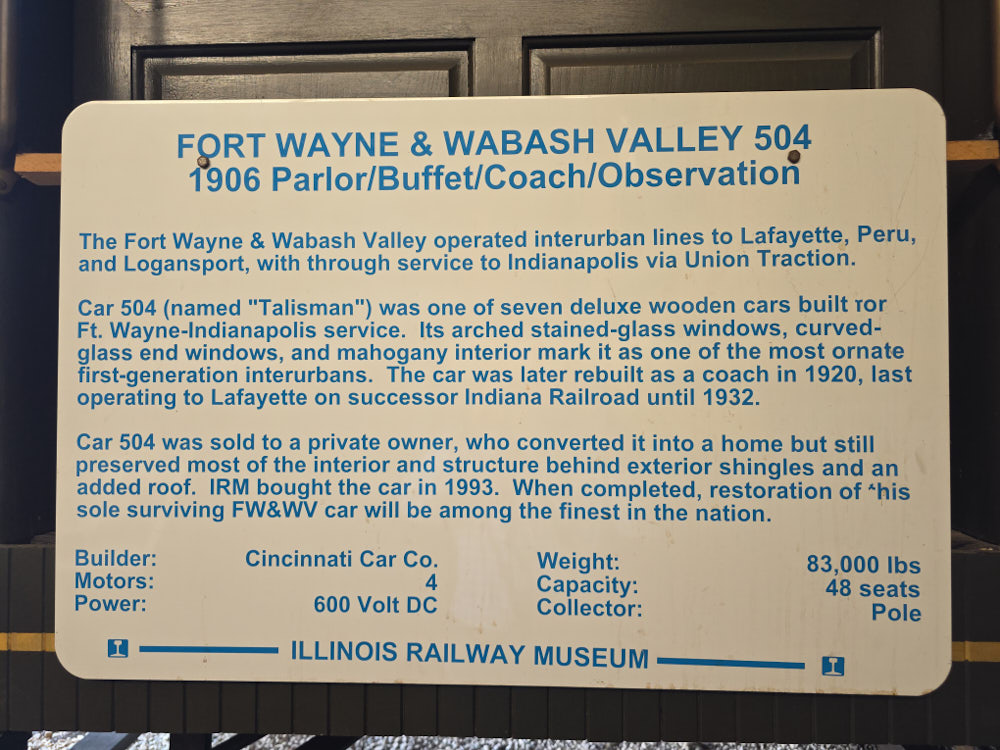 FORT WAYNE & WABASH VALLEY 504
1906 Parlor/Buffet/Coach/Observation
The Fort Wayne & Wabash Valley operated interurban lines to Lafayette, Peru,
and Logansport, with through service to Indianapolis via Union Traction.
Car 504 (named "Talisman") was one of seven deluxe wooden cars built for
Ft. Wayne-Indianapolis service. Its arched stained-glass windows, curved-
glass end windows, and mahogany interior mark it as one of the most ornate
first-generation interurbans. The car was later rebuilt as a coach in 1920, last
operating to Lafayette on successor Indiana Railroad until 1932.
Car 504 was sold to a private owner, who converted it into a home but still
preserved most of the interior and structure behind exterior shingles and an
added roof. IRM bought the car in 1993. When completed, restoration of this
sole surviving FW&WV car will be among the finest in the nation.
Builder: Cincinnati Car Co. Weight: 83,000 lbs
Motors: 4 Capacity: 48 seats
Power: 600 Volt DC Collector: Pole
I ILLINOIS RAILWAY MUSEUM I